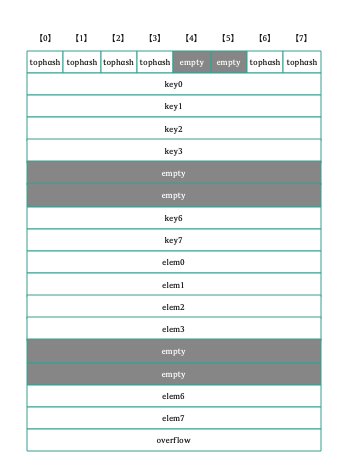 【0】 【1】 【2】 【3】 【4】 【5】 【6】 【7】
tophash tophash tophash tophash empty empty tophash tophash
key0
key1
key2
key3
empty
empty
key6
key7
elem0
elem1
elem2
elem3
empty
empty
elem6
elem7
overflow